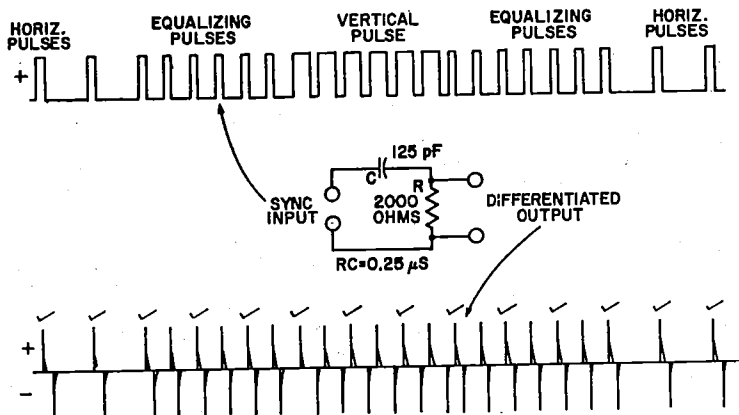 HORIZ.
PULSES
EQUALIZING
PULSES
VERTICAL
PULSE
EQUALIZING
PULSES
HORIZ.
PULSES
+
125 pF
C
R
2000
OHMS
SYNC
INPUT
DIFFERENTIATED
OUTPUT
RC=0.25 μS
+
-